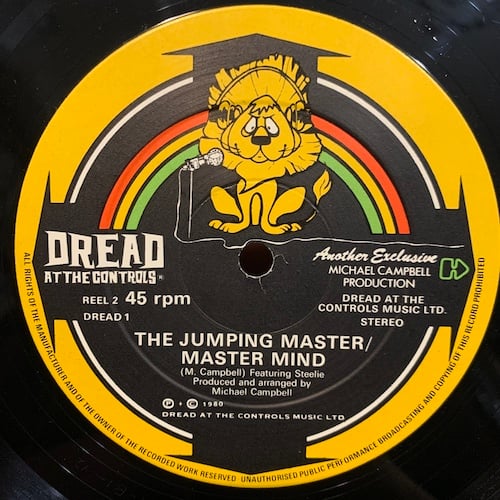 DREAD
AT THE CONTROLS®
REEL 2 45 rpm
DREAD 1
Another Exclusive
MICHAEL CAMPBELL
PRODUCTION
DREAD AT THE
CONTROLS MUSIC LTD.
STEREO
THE JUMPING MASTER/
MASTER MIND
(M. Campbell) Featuring Steelie
Produced and arranged by
Michael Campbell
℗ + © 1980
DREAD AT THE CONTROLS MUSIC LTD
ALL RIGHTS OF THE MANUFACTURER AND OF THE OWNER OF THE RECORDED WORK RESERVED UNAUTHORISED PUBLIC PERFORMANCE BROADCASTING AND COPYING OF THIS RECORD PROHIBITED